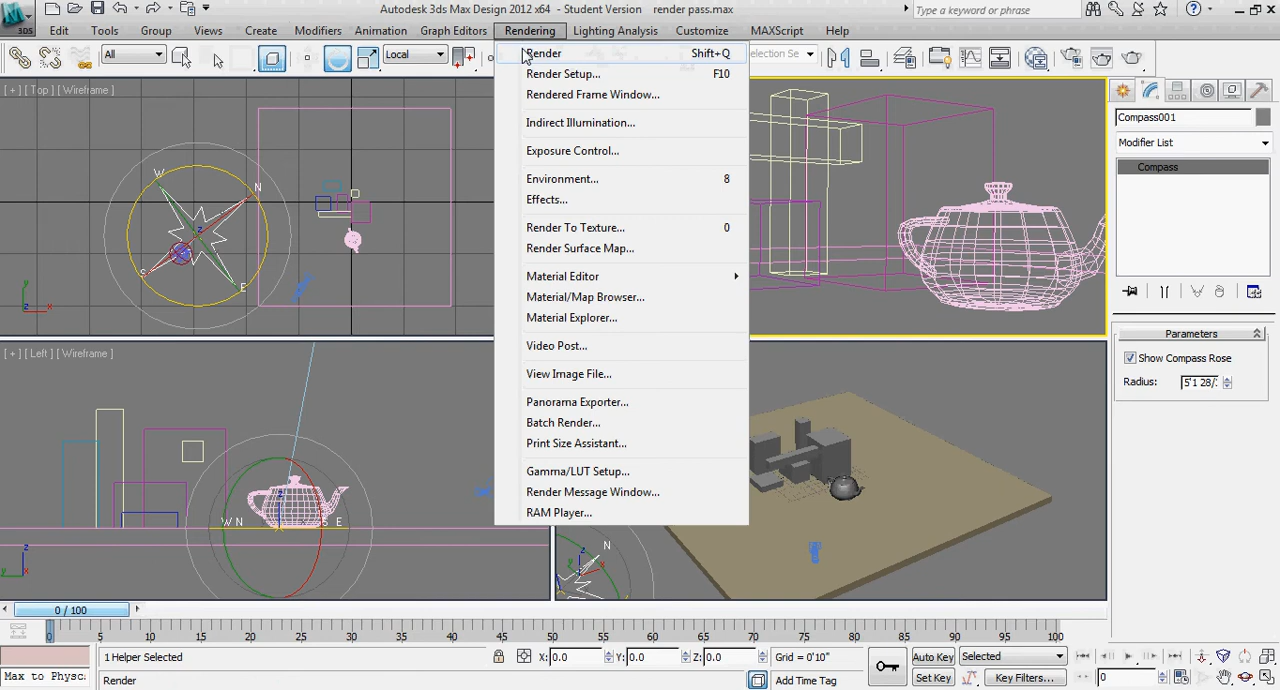 Autodesk 3ds Max Design 2012 x64 - Student Version render pass.max
Type a keyword or phrase
3DS
Edit Tools Group Views Create Modifiers Animation Graph Editors Rendering Lighting Analysis Customize MAXScript Help
All
Local
Render Shift+Q
Render Setup... F10
Rendered Frame Window...
Indirect Illumination...
Exposure Control...
Environment... 8
Effects...
Render To Texture... 0
Render Surface Map...
Material Editor
Material/Map Browser...
Material Explorer...
Video Post...
View Image File...
Panorama Exporter...
Batch Render...
Print Size Assistant...
Gamma/LUT Setup...
Render Message Window...
RAM Player...
[ + ] [ Top ] [ Wireframe ]
W
N
z
S
E
y
z
x
[ + ] [ Left ] [ Wireframe ]
W N
S E
z
y
x
N
z
Compass001
Modifier List
Compass
Parameters
Show Compass Rose
Radius: 5'1 28/
0 / 100
0 5 10 15 20 25 30 35 40 45 50 55 60 65 70 75 80 85 90 95 100
1 Helper Selected
X: 0.0 Y: 0.0 Z: 0.0 Grid = 0'10"
Auto Key Selected
Max to Physc
Render
Add Time Tag
Set Key Key Filters... 0